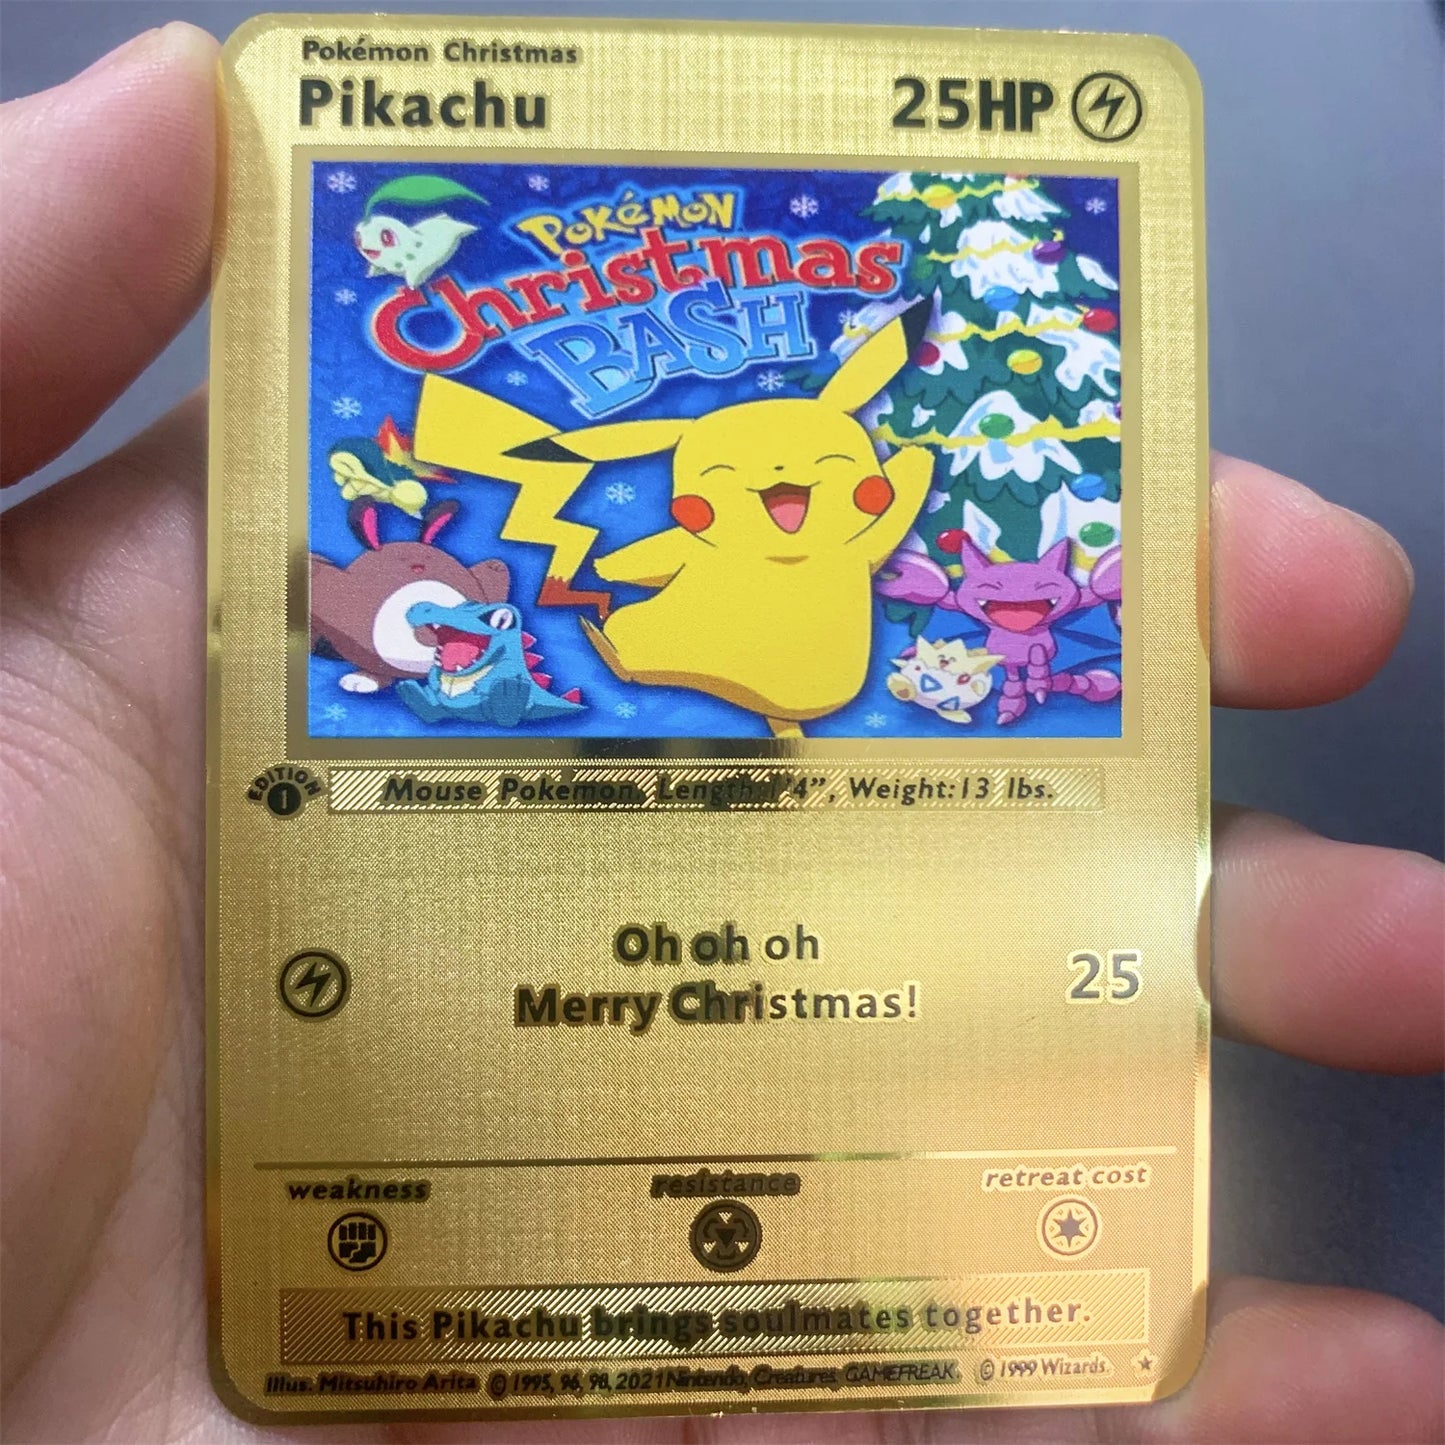 Pokémon Christmas
Pikachu
25HP
POKéMON
Christmas
BASH
EDITION
1
Mouse Pokémon, Length:1'4”, Weight:13 lbs.
Oh oh oh
Merry Christmas!
25
weakness
resistance
retreat cost
This Pikachu brings soulmates together.
Illus. Mitsuhiro Arita © 1995, 96, 98, 2021 Nintendo, Creatures, GAMEFREAK. © 1999 Wizards.